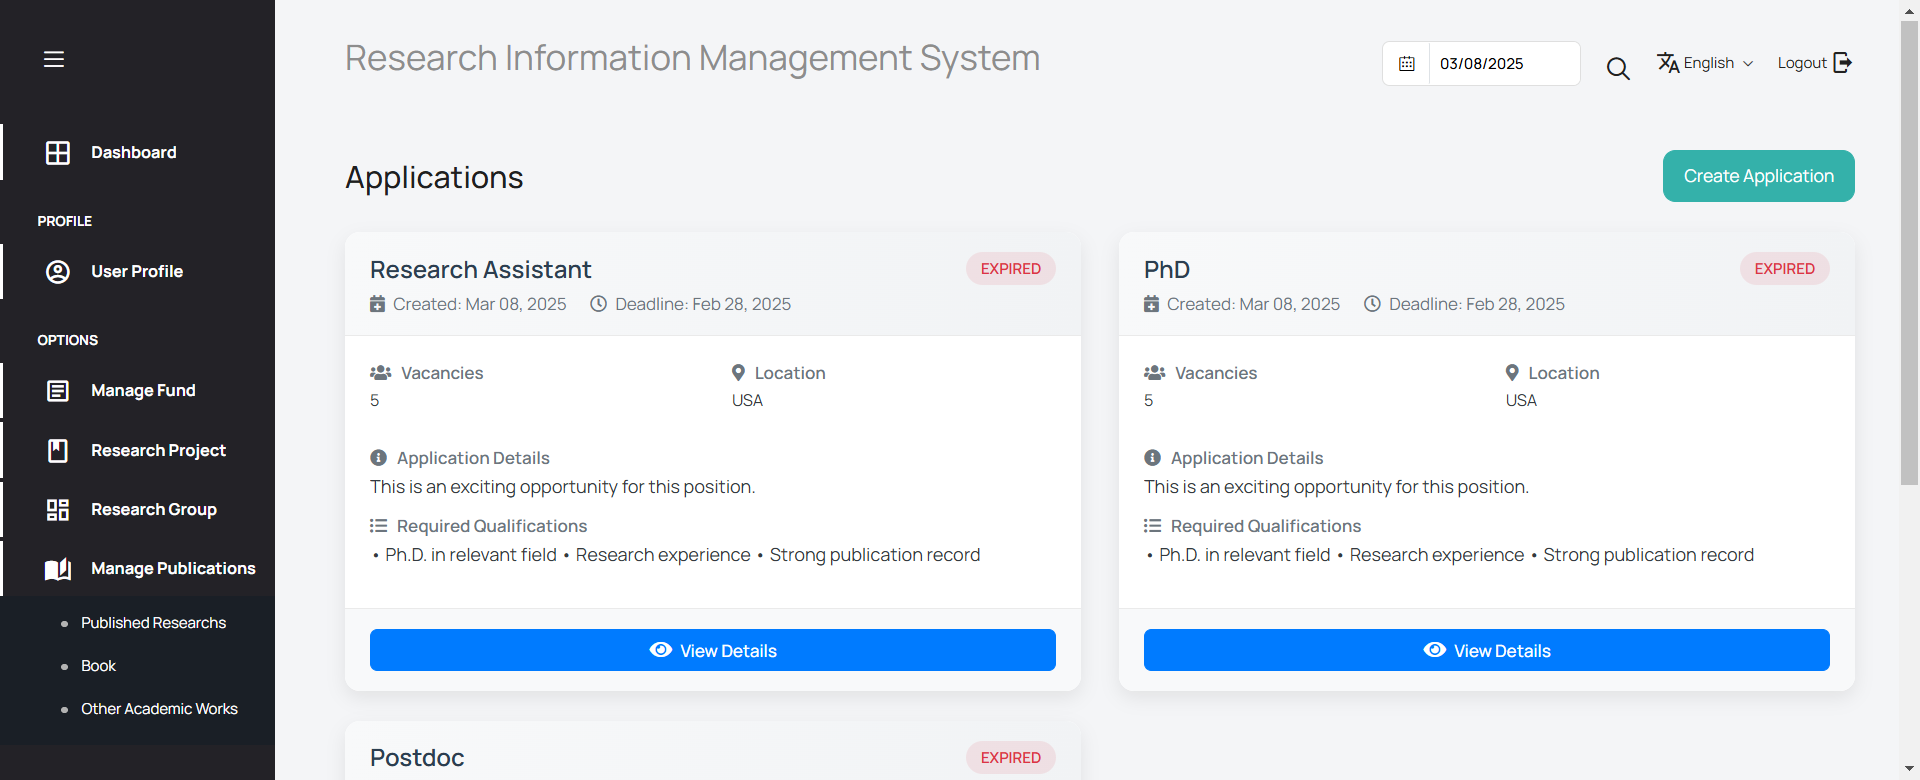 Research Information Management System
03/08/2025
English
Logout
Dashboard
PROFILE
User Profile
OPTIONS
Manage Fund
Research Project
Research Group
Manage Publications
Published Researchs
Book
Other Academic Works
Applications
Create Application
Research Assistant
EXPIRED
Created: Mar 08, 2025 Deadline: Feb 28, 2025
Vacancies
5
Location
USA
Application Details
This is an exciting opportunity for this position.
Required Qualifications
• Ph.D. in relevant field • Research experience • Strong publication record
View Details
PhD
EXPIRED
Created: Mar 08, 2025 Deadline: Feb 28, 2025
Vacancies
5
Location
USA
Application Details
This is an exciting opportunity for this position.
Required Qualifications
• Ph.D. in relevant field • Research experience • Strong publication record
View Details
Postdoc
EXPIRED